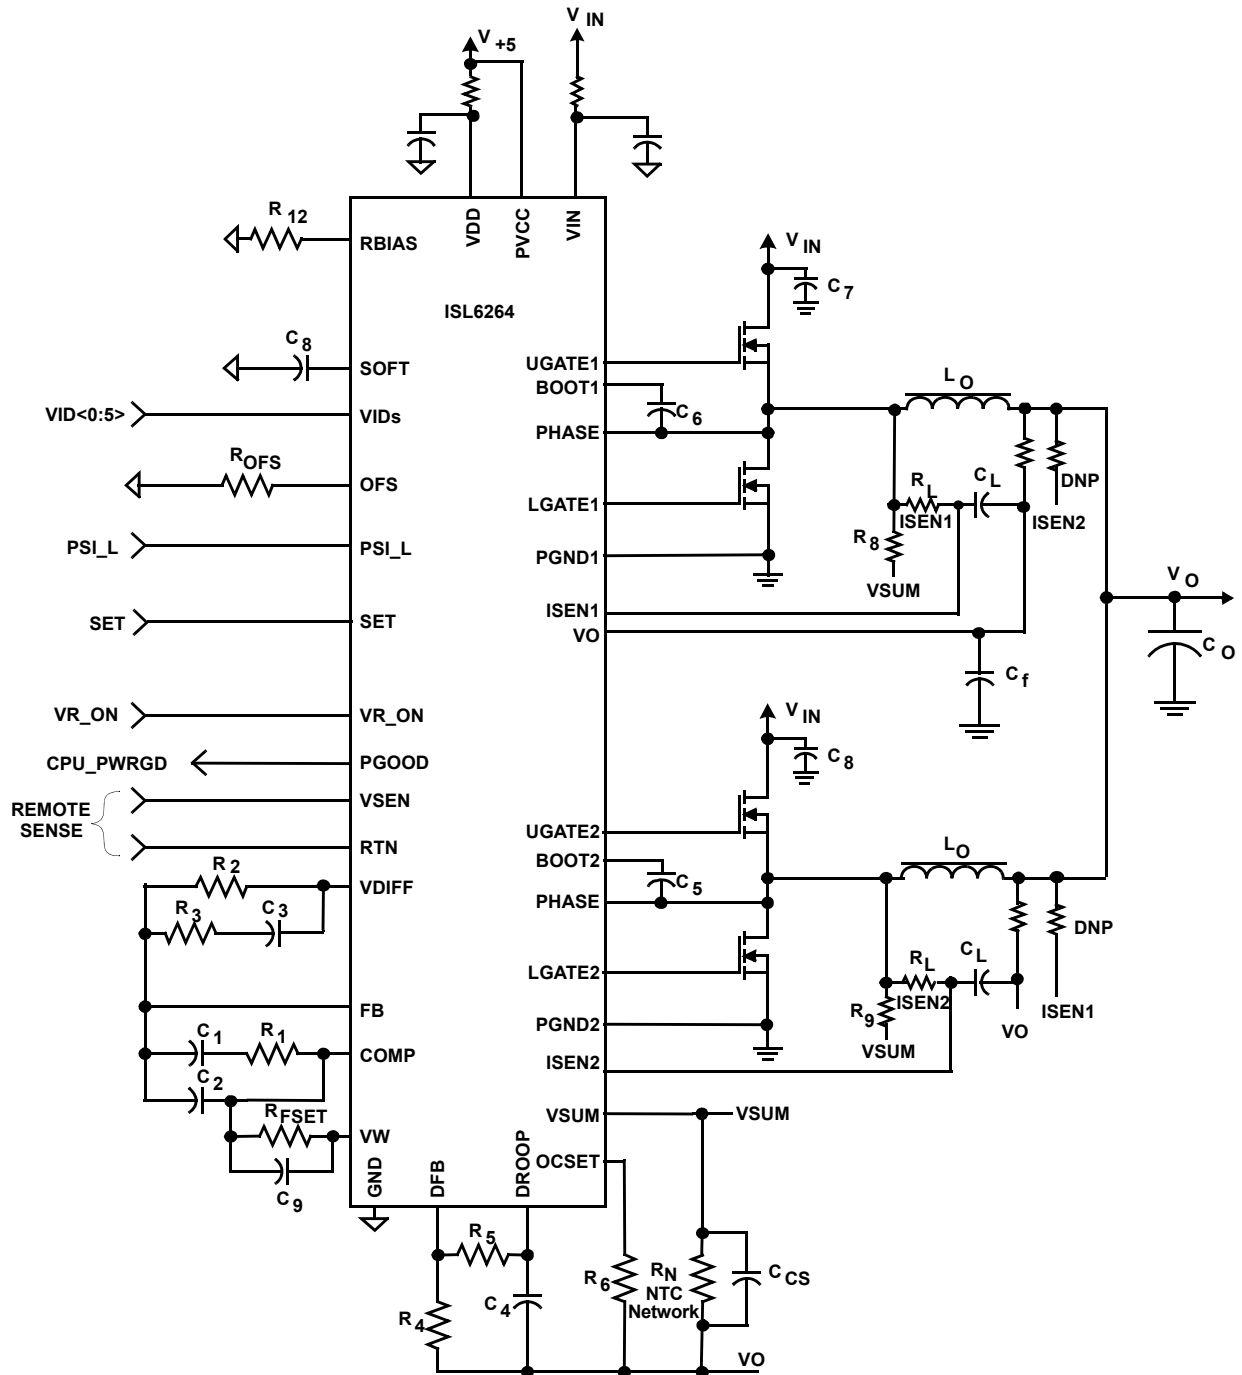 V +5
V IN
R 12
RBIAS
VDD
PVCC
VIN
ISL6264
C 8
SOFT
VID<0:5>
VIDs
R OFS
OFS
PSI_L
PSI_L
SET
SET
VR_ON
VR_ON
CPU_PWRGD
PGOOD
REMOTE
SENSE
VSEN
RTN
R 2
VDIFF
R 3
C 3
FB
C 1
R 1
COMP
C 2
R FSET
VW
C 9
GND
DFB
DROOP
V IN
C 7
UGATE1
BOOT1
C 6
PHASE
LGATE1
PGND1
ISEN1
VO
L O
R L
C L
ISEN1
DNP
ISEN2
R 8
VSUM
C f
V O
C O
V IN
C 8
UGATE2
BOOT2
C 5
PHASE
LGATE2
PGND2
ISEN2
L O
R L
C L
ISEN2
DNP
ISEN1
R 9
VSUM
VO
VSUM
VSUM
OCSET
R 5
R 4
C 4
R 6
R N
NTC
Network
C CS
VO